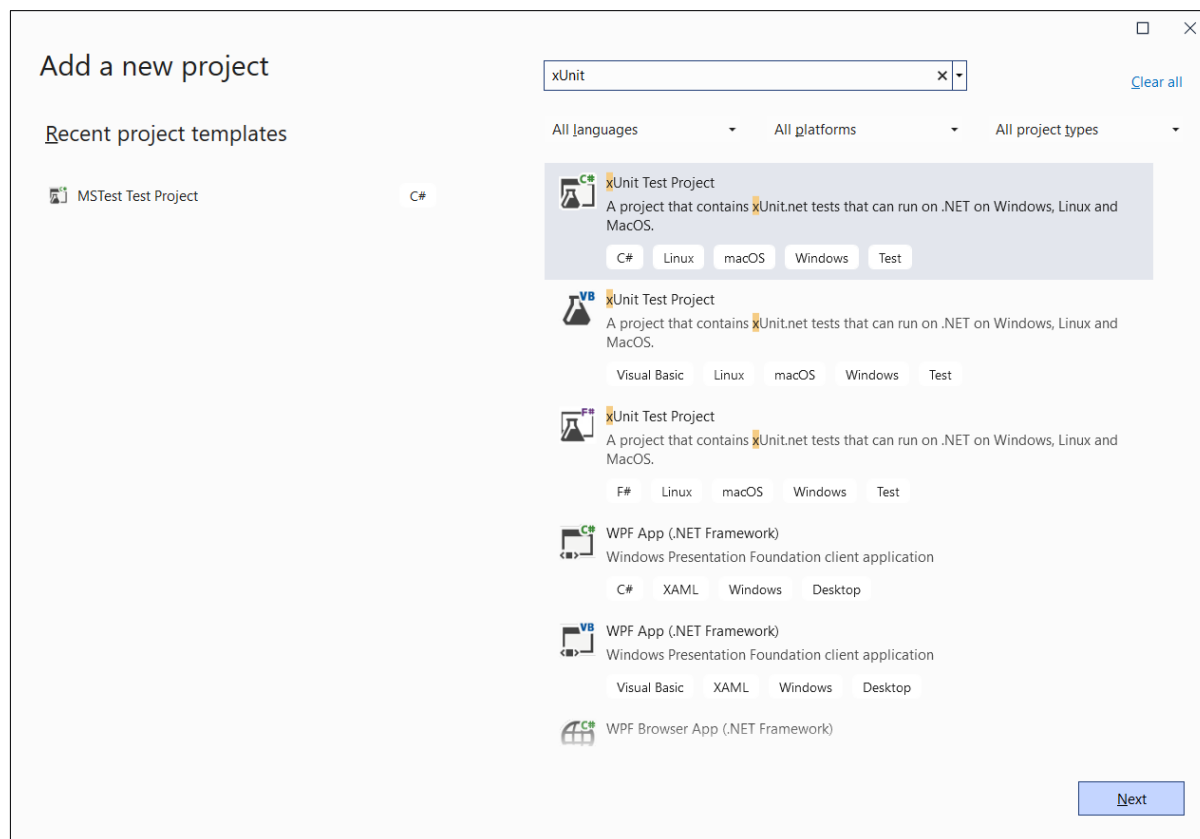 Add a new project
xUnit
Clear all
Recent project templates
All languages
All platforms
All project types
MSTest Test Project
C#
C#
xUnit Test Project
A project that contains xUnit.net tests that can run on .NET on Windows, Linux and
MacOS.
C# Linux macOS Windows Test
VB
xUnit Test Project
A project that contains xUnit.net tests that can run on .NET on Windows, Linux and
MacOS.
Visual Basic Linux macOS Windows Test
F#
xUnit Test Project
A project that contains xUnit.net tests that can run on .NET on Windows, Linux and
MacOS.
F# Linux macOS Windows Test
C#
WPF App (.NET Framework)
Windows Presentation Foundation client application
C# XAML Windows Desktop
VB
WPF App (.NET Framework)
Windows Presentation Foundation client application
Visual Basic XAML Windows Desktop
C#
WPF Browser App (.NET Framework)
Next